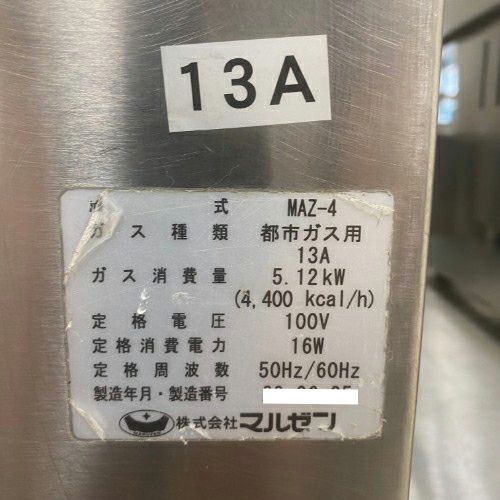 13A
型式 MAZ-4
ガス種類 都市ガス用
13A
ガス消費量 5.12kW
(4,400 kcal/h)
定格電圧 100V
定格消費電力 16W
定格周波数 50Hz/60Hz
製造年月・製造番号
株式会社マルゼン